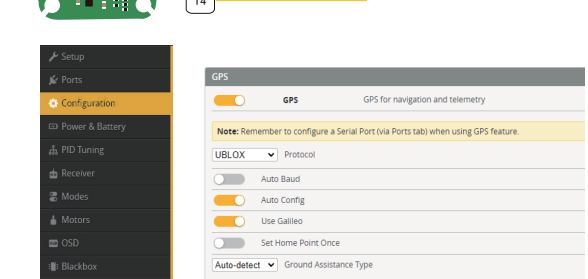 14
Setup
Ports
Configuration
Power & Battery
PID Tuning
Receiver
Modes
Motors
OSD
Blackbox
GPS
GPS GPS for navigation and telemetry
Note: Remember to configure a Serial Port (via Ports tab) when using GPS feature.
UBLOX Protocol
Auto Baud
Auto Config
Use Galileo
Set Home Point Once
Auto-detect Ground Assistance Type